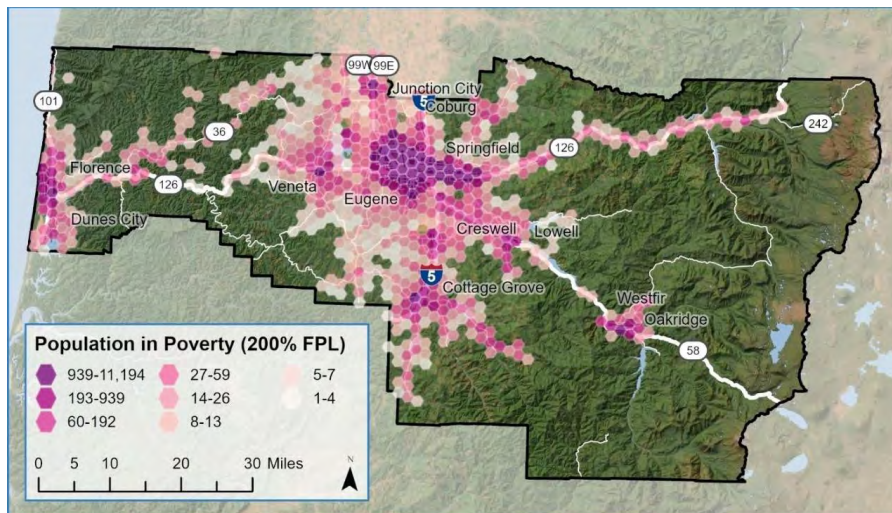 99W 99E
101
Junction City
5
Coburg
36
242
Springfield
126
Florence
126
Veneta
Eugene
Dunes City
Creswell Lowell
5
Cottage Grove
Westfir
Oakridge
58
Population in Poverty (200% FPL)
939-11,194 27-59 5-7
193-939 14-26 1-4
60-192 8-13
0 5 10 20 30 Miles
N